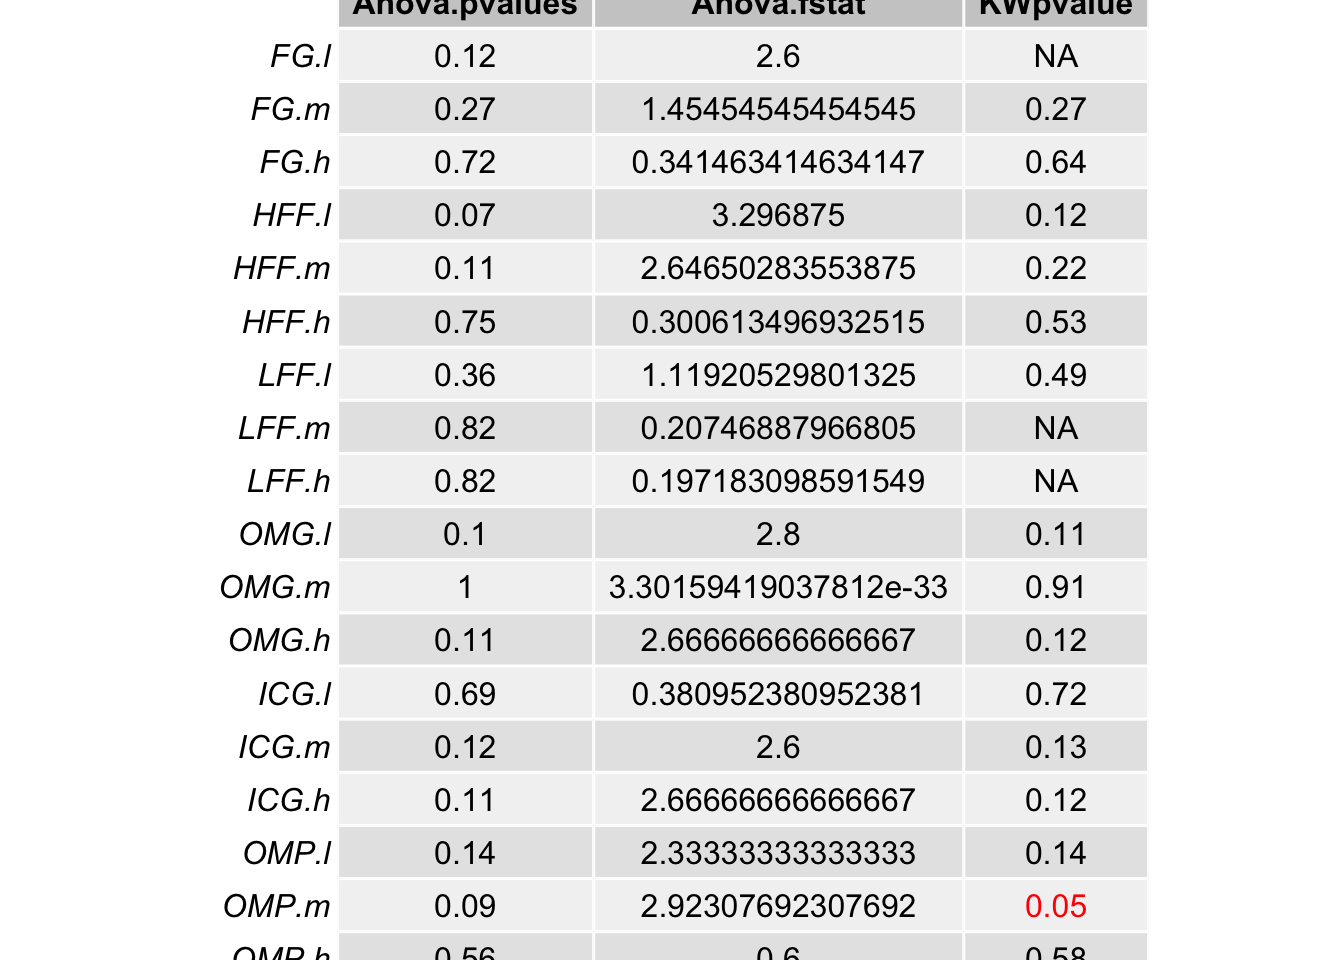 Anova.pvalues Anova.fstat KWpvalue
FG.l 0.12 2.6 NA
FG.m 0.27 1.45454545454545 0.27
FG.h 0.72 0.341463414634147 0.64
HFF.l 0.07 3.296875 0.12
HFF.m 0.11 2.64650283553875 0.22
HFF.h 0.75 0.300613496932515 0.53
LFF.l 0.36 1.11920529801325 0.49
LFF.m 0.82 0.20746887966805 NA
LFF.h 0.82 0.197183098591549 NA
OMG.l 0.1 2.8 0.11
OMG.m 1 3.30159419037812e-33 0.91
OMG.h 0.11 2.66666666666667 0.12
ICG.l 0.69 0.380952380952381 0.72
ICG.m 0.12 2.6 0.13
ICG.h 0.11 2.66666666666667 0.12
OMP.l 0.14 2.33333333333333 0.14
OMP.m 0.09 2.92307692307692 0.05
OMP.h 0.56 0.6 0.58